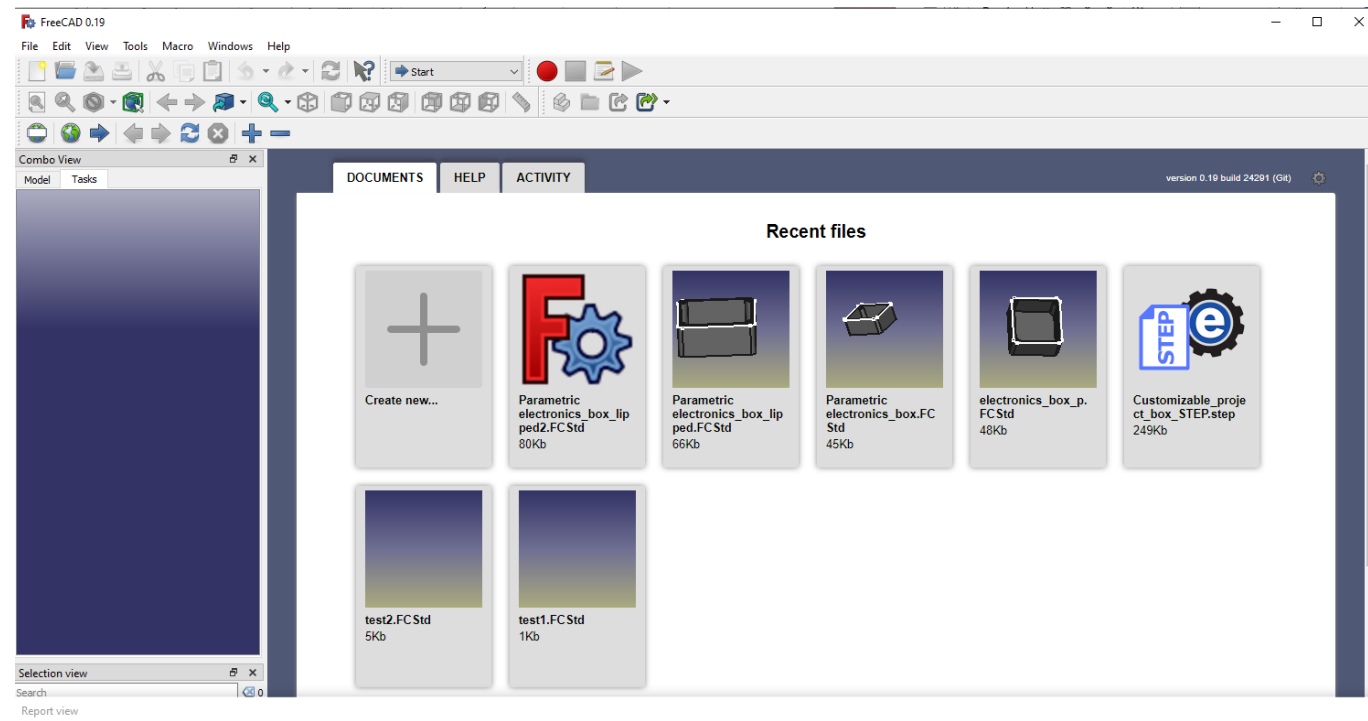 FreeCAD 0.19
File Edit View Tools Macro Windows Help
Start
Combo View
Model Tasks
DOCUMENTS HELP ACTIVITY
version 0.19 build 24291 (Git)
Recent files
Create new...
Parametric
electronics_box_lip
ped2.FCStd
80Kb
Parametric
electronics_box_lip
ped.FCStd
66Kb
Parametric
electronics_box.FC
Std
45Kb
electronics_box_p.
FCStd
48Kb
STEP
e
Customizable_proje
ct_box_STEP.step
249Kb
test2.FCStd
5Kb
test1.FCStd
1Kb
Selection view
Search
0
Report view